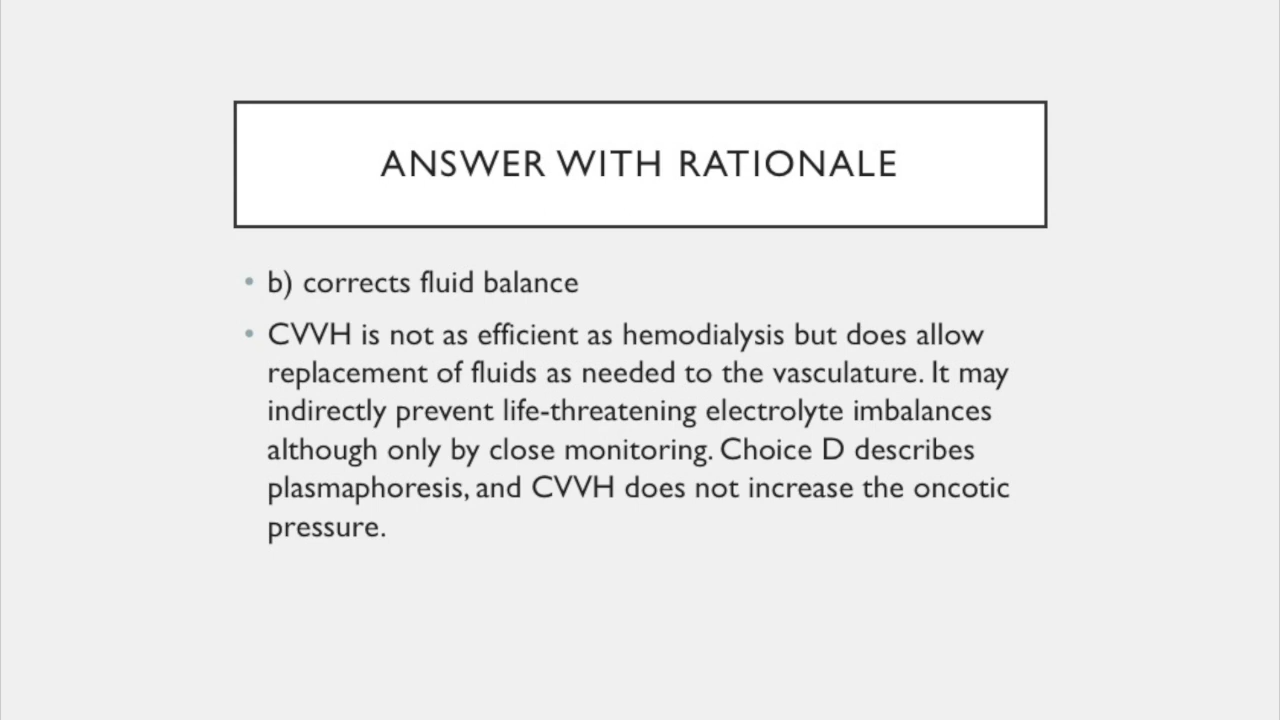 ANSWER WITH RATIONALE
• b) corrects fluid balance
• CVVH is not as efficient as hemodialysis but does allow
replacement of fluids as needed to the vasculature. It may
indirectly prevent life-threatening electrolyte imbalances
although only by close monitoring. Choice D describes
plasmaphoresis, and CVVH does not increase the oncotic
pressure.